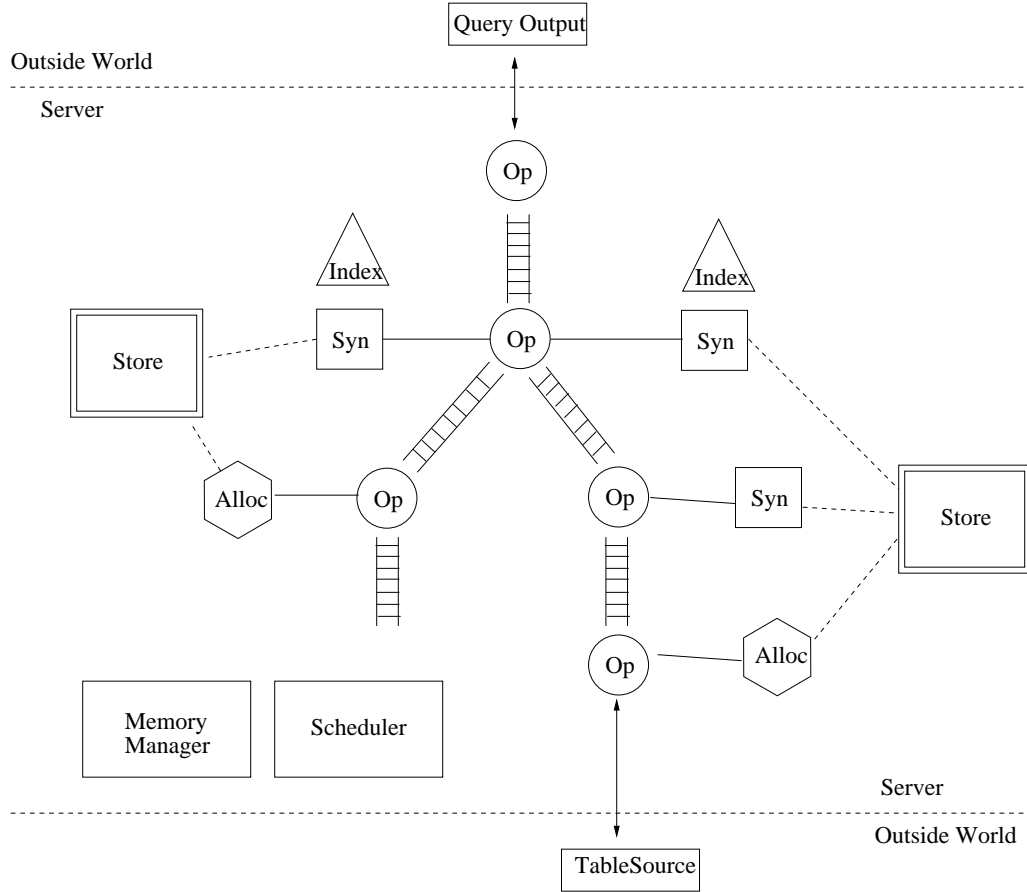 Query Output
Outside World
Server
Op
Index
Index
Store
Syn
Op
Syn
Alloc
Op
Op
Syn
Store
Op
Alloc
Memory
Manager
Scheduler
Server
Outside World
TableSource